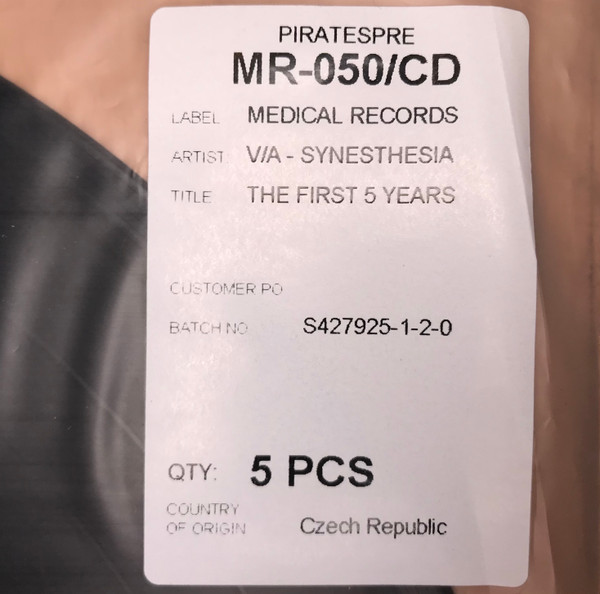 PIRATESPRE
MR-050/CD
LABEL MEDICAL RECORDS
ARTIST V/A - SYNESTHESIA
TITLE THE FIRST 5 YEARS
CUSTOMER PO
BATCH NO S427925-1-2-0
QTY: 5 PCS
COUNTRY
OF ORIGIN Czech Republic